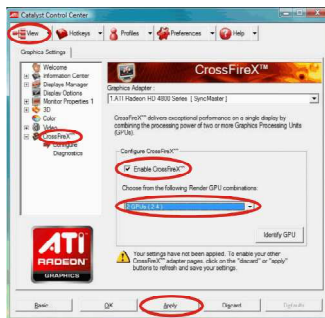 Catalyst Control Center
View
Hotkeys
Profiles
Preferences
Help
Graphics Settings
Welcome
Information Center
Displays Manager
Display Options
Monitor Properties 1
3D
Color
Video
CrossFireX™
Configure
Diagnostics
ATI
RADEON
GRAPHICS
CrossFireX™
Graphics Adapter :
1.ATI Radeon HD 4800 Series [ SyncMaster ]
CrossFireX™ delivers exceptional performance on a single display by
combining the processing power of two or more Graphics Processing Units
(GPUs).
Configure CrossFireX™
Enable CrossFireX™
Choose from the following Render GPU combinations:
2 GPUs ( 2 4 )
Identify GPU
Your settings have not been applied. To enable your other
CrossFireX™ adapter pages, click on the "discard" or "apply"
buttons to refresh and save your settings.
Basic
OK
Apply
Discard
Defaults